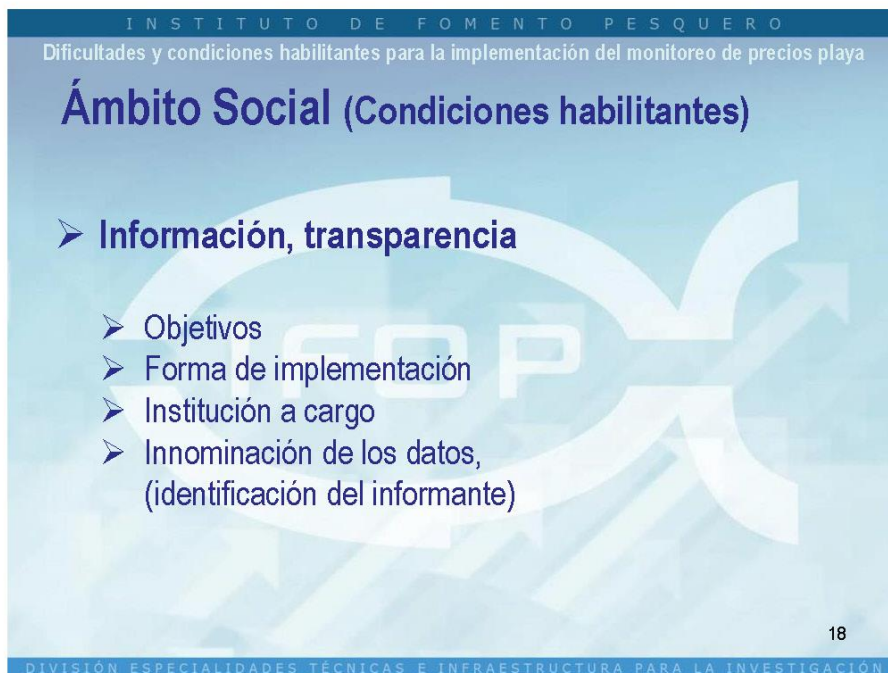 INSTITUTO DE FOMENTO PESQUERO
Dificultades y condiciones habilitantes para la implementación del monitoreo de precios playa
Ámbito Social (Condiciones habilitantes)
➢ Información, transparencia
➢ Objetivos
➢ Forma de implementación
➢ Institución a cargo
➢ Innominación de los datos,
(identificación del informante)
IFOP
18
DIVISIÓN ESPECIALIDADES TÉCNICAS E INFRAESTRUCTURA PARA LA INVESTIGACIÓN